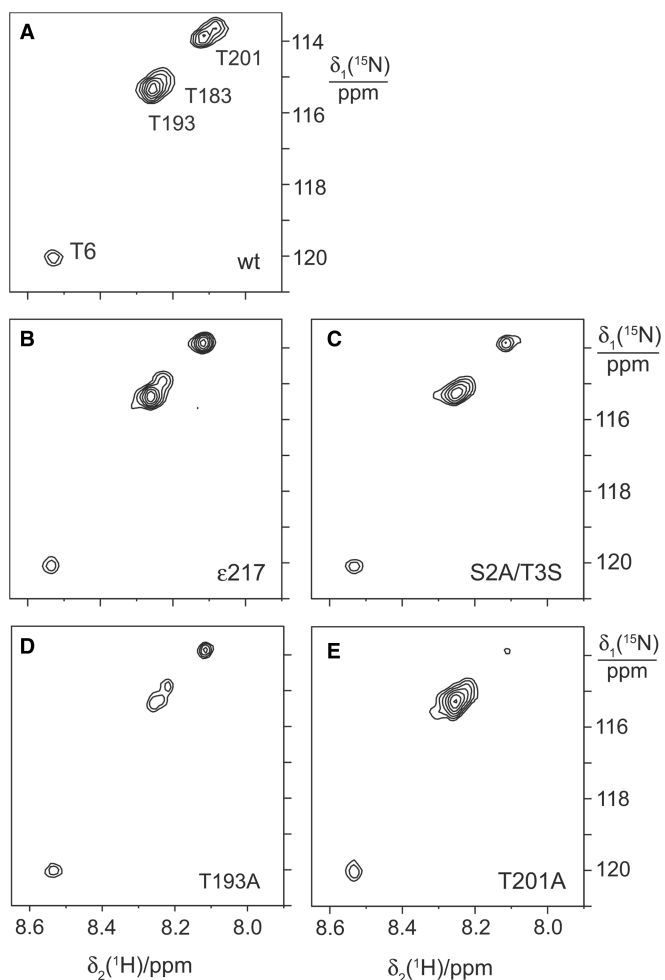 A
T201
T183
T193
T6
wt
114
116
118
120
δ₁(¹⁵N)
ppm
B
ε217
C
S2A/T3S
116
118
120
δ₁(¹⁵N)
ppm
D
T193A
8.6 8.4 8.2 8.0
δ₂(¹H)/ppm
E
T201A
116
118
120
δ₁(¹⁵N)
ppm
8.6 8.4 8.2 8.0
δ₂(¹H)/ppm